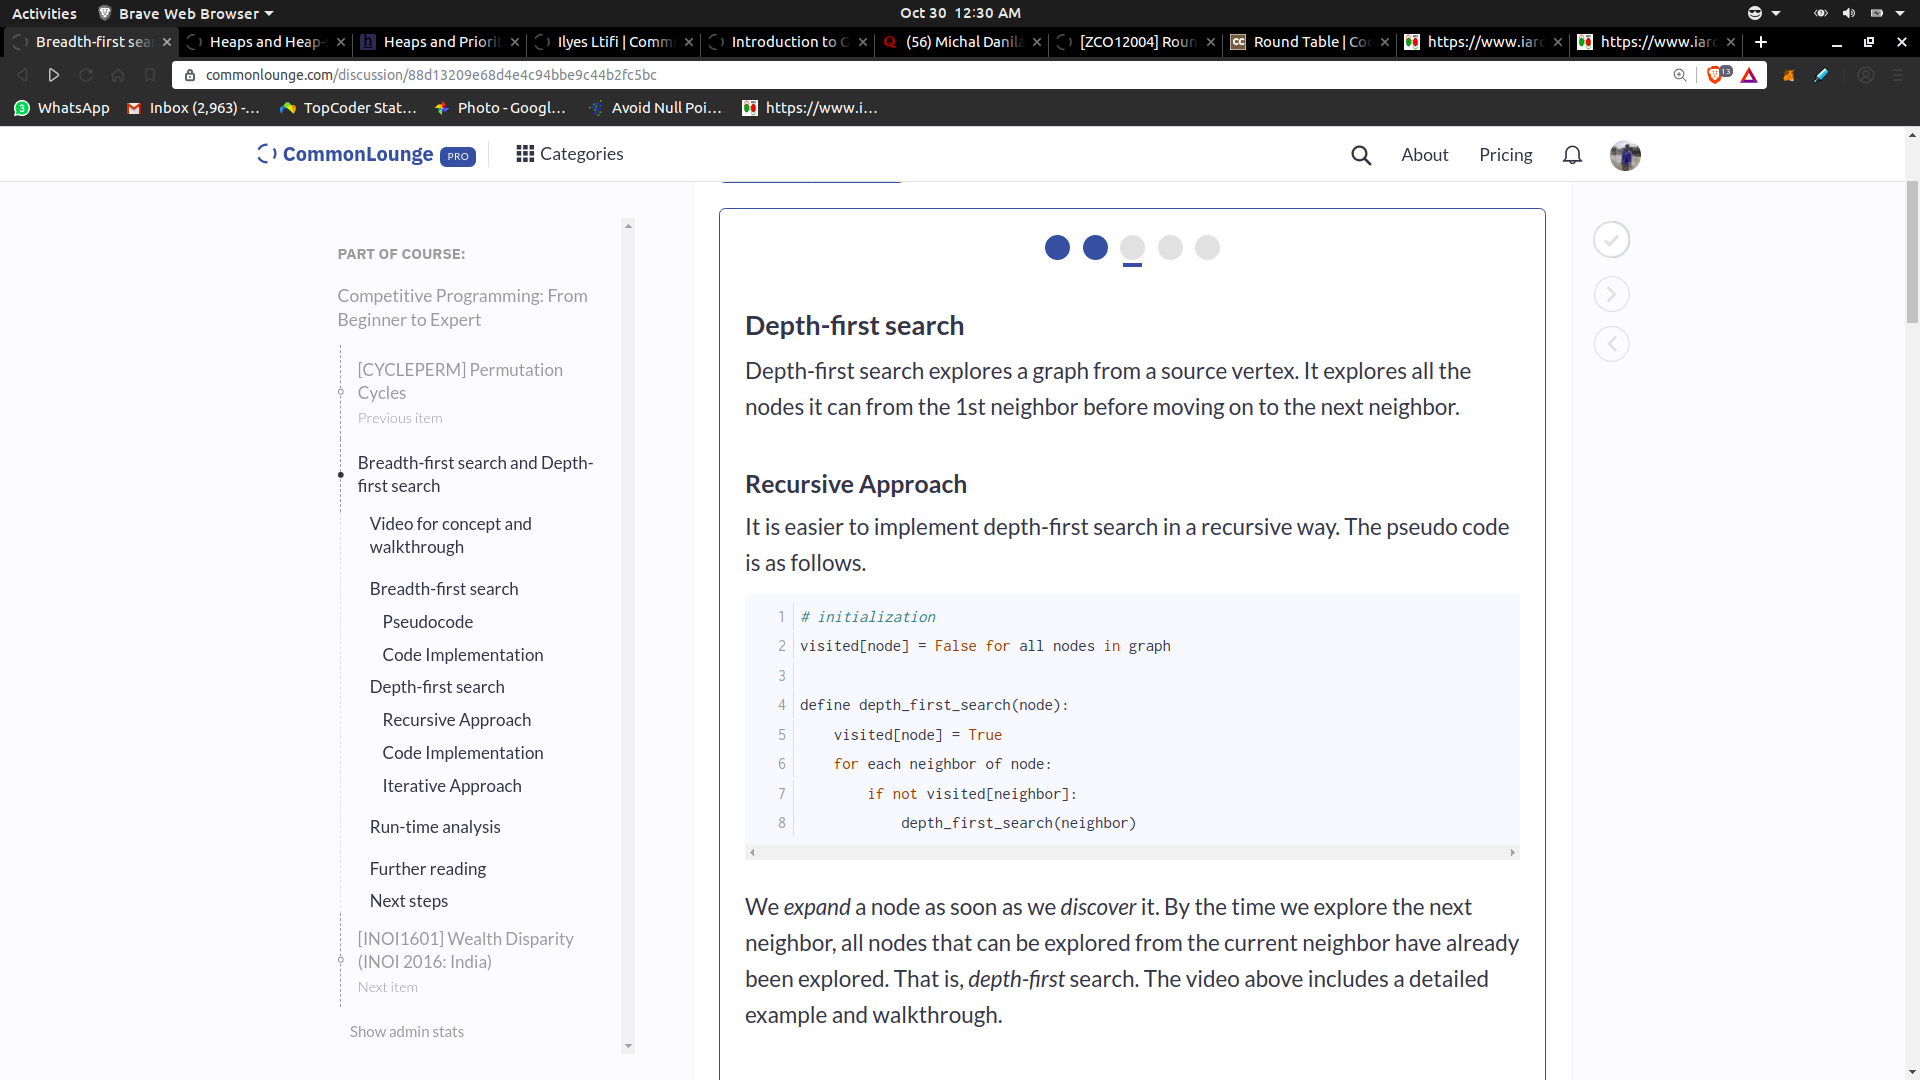 Activities Brave Web Browser Oct 30 12:30 AM
Breadth-first sea Heaps and Heap- Heaps and Priorit Ilyes Ltifi | Comm Introduction to G (56) Michal Danilá [ZCO12004] Roun Round Table | Co https://www.iarc https://www.iarc
commonlounge.com/discussion/88d13209e68d4e4c94bbe9c44b2fc5bc 13
WhatsApp Inbox (2,963) -... TopCoder Stat... Photo - Googl... Avoid Null Poi... https://www.i...
CommonLounge PRO Categories About Pricing
PART OF COURSE:
Competitive Programming: From
Beginner to Expert
[CYCLEPERM] Permutation
Cycles
Previous item
Breadth-first search and Depth-
first search
Video for concept and
walkthrough
Breadth-first search
Pseudocode
Code Implementation
Depth-first search
Recursive Approach
Code Implementation
Iterative Approach
Run-time analysis
Further reading
Next steps
[INOI1601] Wealth Disparity
(INOI 2016: India)
Next item
Show admin stats
Depth-first search
Depth-first search explores a graph from a source vertex. It explores all the
nodes it can from the 1st neighbor before moving on to the next neighbor.
Recursive Approach
It is easier to implement depth-first search in a recursive way. The pseudo code
is as follows.
1 # initialization
2 visited[node] = False for all nodes in graph
3
4 define depth_first_search(node):
5 visited[node] = True
6 for each neighbor of node:
7 if not visited[neighbor]:
8 depth_first_search(neighbor)
We expand a node as soon as we discover it. By the time we explore the next
neighbor, all nodes that can be explored from the current neighbor have already
been explored. That is, depth-first search. The video above includes a detailed
example and walkthrough.